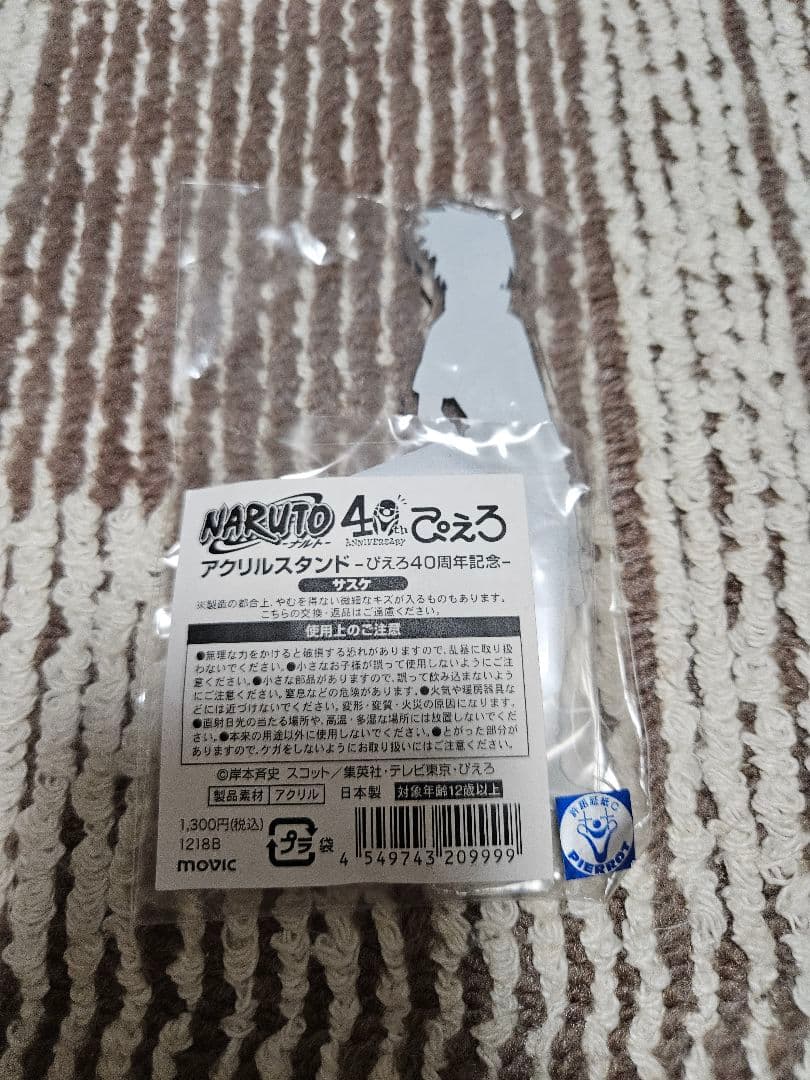 NARUTO
-ナルト-
40th
ANNIVERSARY
ぴえろ
アクリルスタンド -ぴえろ40周年記念-
サスケ
※製造の都合上、やむを得ない微細なキズが入るものもあります。
こちらの交換・返品はご遠慮ください。
使用上のご注意
●無理な力をかけると破損する恐れがありますので、乱暴に取り扱
わないでください。●小さなお子様が誤って使用しないようにご注
意ください。●小さな部品がありますので、誤って飲み込まないよう
にご注意ください。窒息などの危険があります。●火気や暖房器具な
どには近づけないでください。変形・変質・火災の原因になります。
●直射日光の当たる場所や、高温・多湿な場所には放置しないでくだ
さい。●本来の用途以外に使用しないでください。●とがった部分が
ありますので、ケガをしないようにお取り扱いにはご注意ください。
©岸本斉史 スコット／集英社・テレビ東京・ぴえろ
製品素材 アクリル 日本製 対象年齢12歳以上
1,300円(税込)
1218B
movic
プラ 袋
4 549743 209999
許諾証紙C
PIERROT